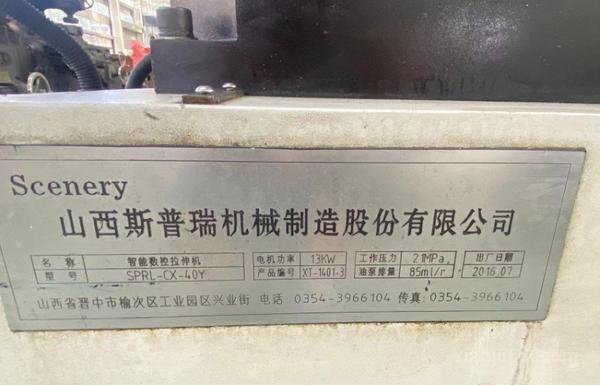 Scenery
山西斯普瑞机械制造股份有限公司
名称 智能数控拉伸机 电机功率 13KW 工作压力 21MPa 出厂日期
型号 SPRL-CX-40Y 产品编号 XT-1401-3 油泵排量 85ml/r 2016.07
山西省晋中市榆次区工业园区兴业街 电话 0354-3966104 传真:0354-3966104